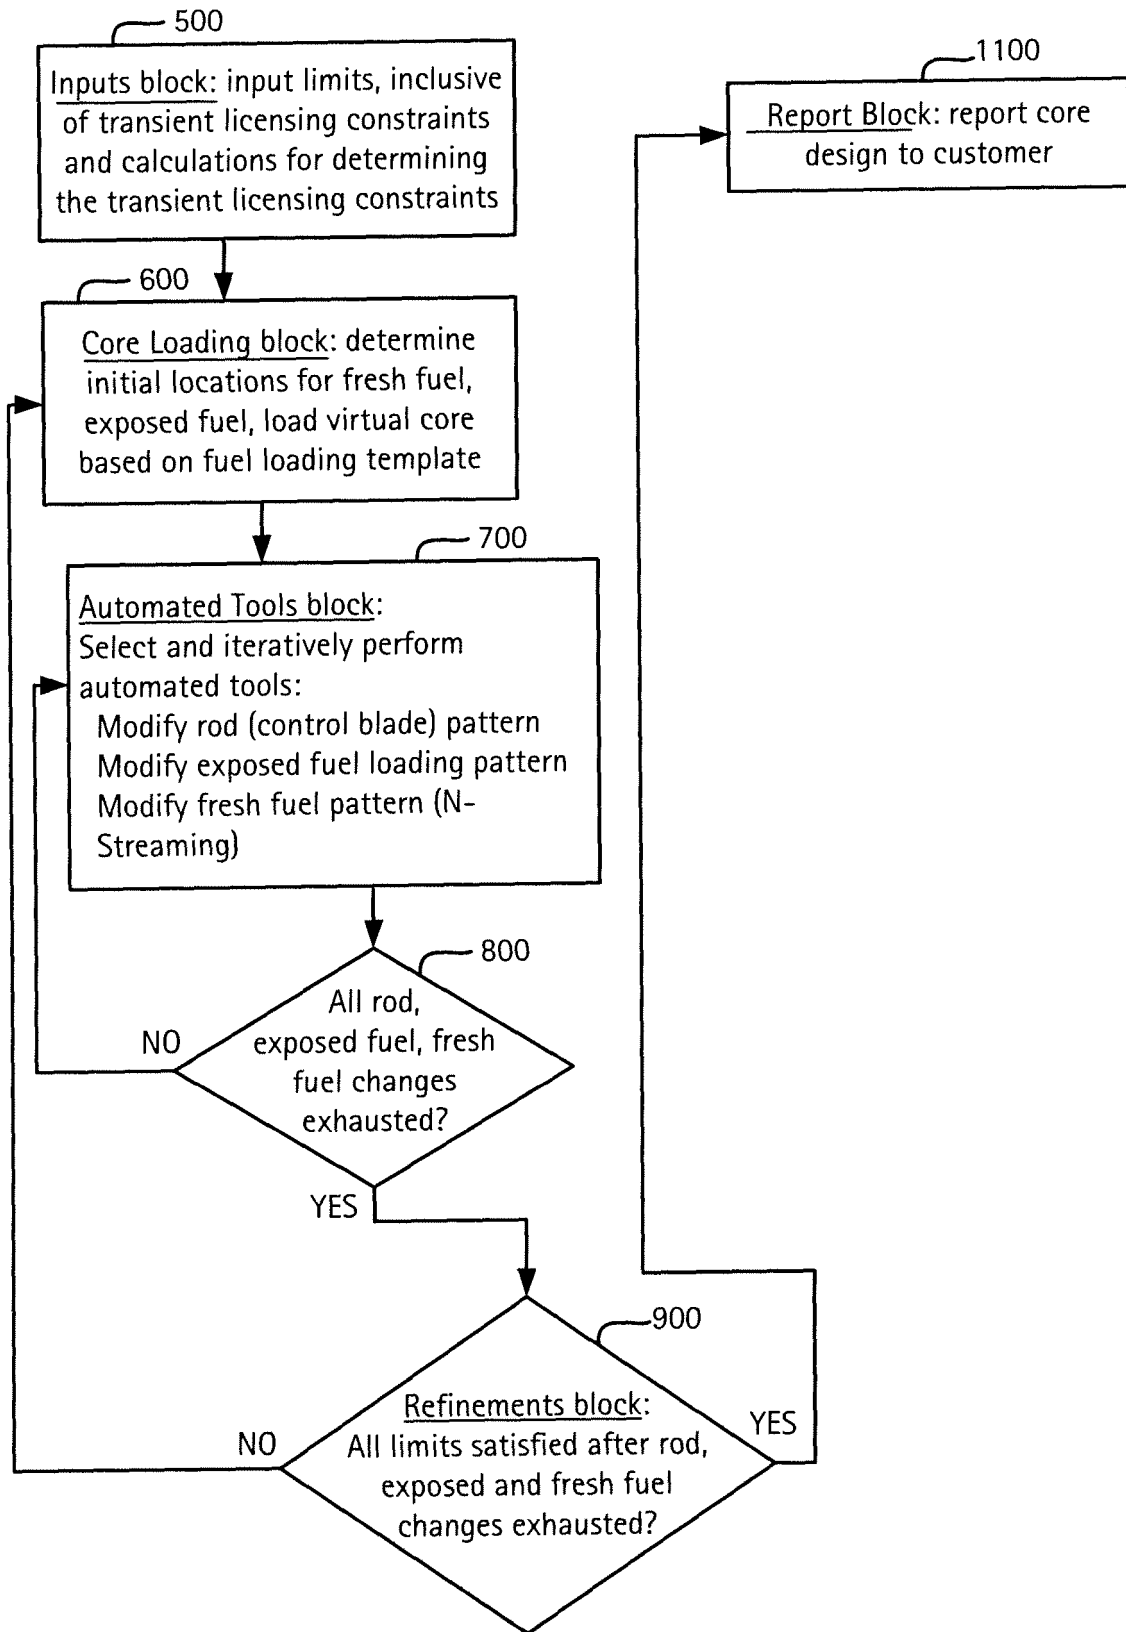 500
Inputs block: input limits, inclusive
of transient licensing constraints
and calculations for determining
the transient licensing constraints
1100
Report Block: report core
design to customer
600
Core Loading block: determine
initial locations for fresh fuel,
exposed fuel, load virtual core
based on fuel loading template
700
Automated Tools block:
Select and iteratively perform
automated tools:
Modify rod (control blade) pattern
Modify exposed fuel loading pattern
Modify fresh fuel pattern (N-
Streaming)
800
All rod,
exposed fuel, fresh
fuel changes
exhausted?
NO
YES
900
Refinements block:
All limits satisfied after rod,
exposed and fresh fuel
changes exhausted?
NO
YES